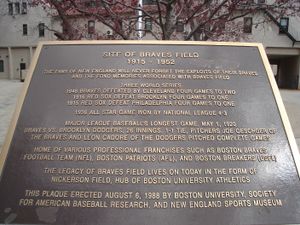 SITE OF BRAVES FIELD
1915 - 1952
THE FANS OF NEW ENGLAND WILL NEVER FORGET THE EXPLOITS OF THEIR BRAVES
AND THE FOND MEMORIES ASSOCIATED WITH BRAVES FIELD
THREE WORLD SERIES
1948 BRAVES DEFEATED BY CLEVELAND FOUR GAMES TO TWO
1916 RED SOX DEFEAT BROOKLYN FOUR GAMES TO ONE
1915 RED SOX DEFEAT PHILADELPHIA FOUR GAMES TO ONE
1936 ALL STAR GAME WON BY NATIONAL LEAGUE 4-3
MAJOR LEAGUE BASEBALL'S LONGEST GAME, MAY 1, 1920
BRAVES VS. BROOKLYN DODGERS, 26 INNINGS, 1-1 TIE, PITCHERS JOE OESCHGER OF
THE BRAVES AND LEON CADORE OF THE DODGERS PITCHED COMPLETE GAMES
HOME OF VARIOUS PROFESSIONAL FRANCHISES SUCH AS BOSTON BRAVES
FOOTBALL TEAM (NFL), BOSTON PATRIOTS (AFL), AND BOSTON BREAKERS (USFL)
THE LEGACY OF BRAVES FIELD LIVES ON TODAY IN THE FORM OF
NICKERSON FIELD, HUB OF BOSTON UNIVERSITY ATHLETICS
THIS PLAQUE ERECTED AUGUST 6, 1988 BY BOSTON UNIVERSITY, SOCIETY
FOR AMERICAN BASEBALL RESEARCH, AND NEW ENGLAND SPORTS MUSEUM